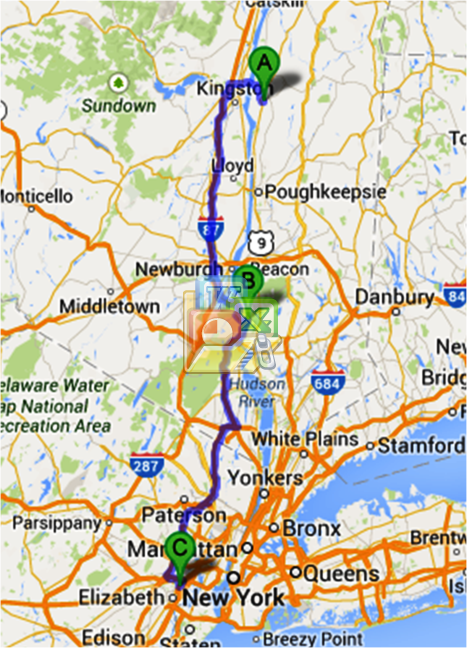 Catskill
A
Kingston
Sundown
To
Lloyd
Poughkeepsie
Monticello
87
9
Newburgh
Beacon
B
W
X
84
Middletown
Danbury
Hudson
River
684
New
Bridg
elaware Water
ap National
ecreation Area
White Plains
Stamford
287
Yonkers
Parsippany
Paterson
Bronx
C
Manhattan
Brentw
Queens
Elizabeth
New York
Isl
Edison
Staten
Breezy Point